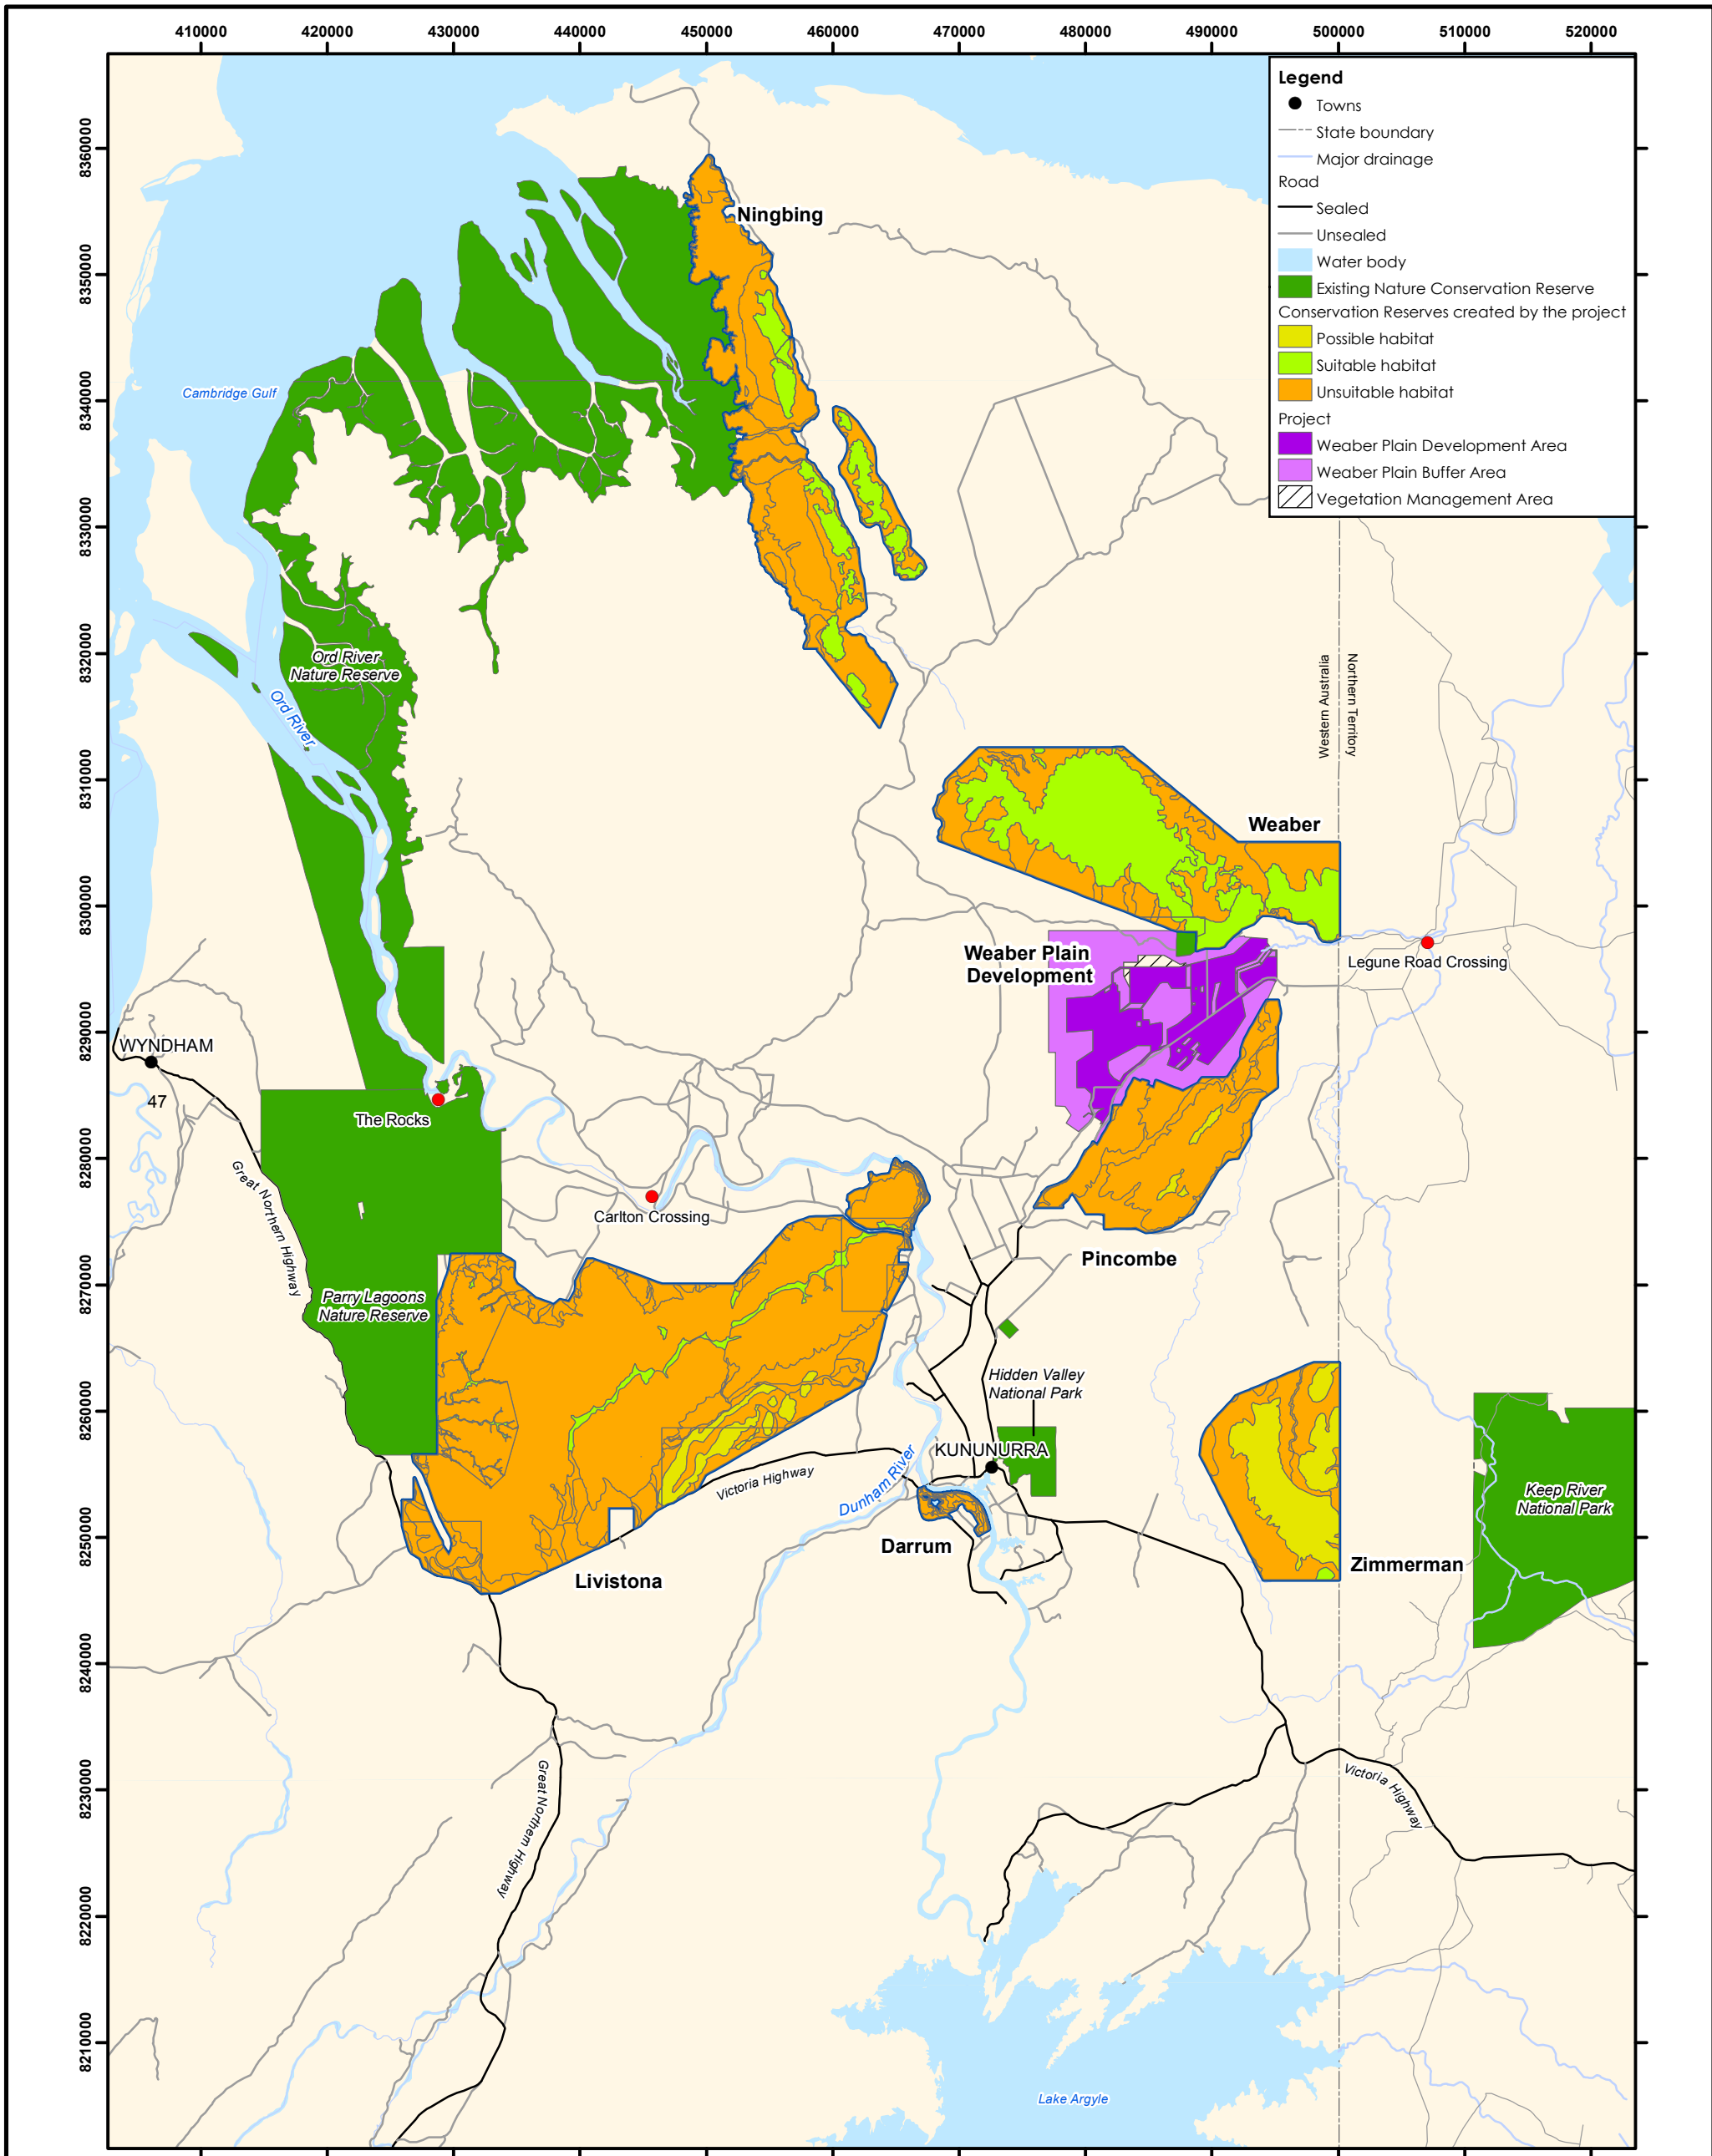 410000 420000 430000 440000 450000 460000 470000 480000 490000 500000 510000 520000
8360000
8350000
8340000
8330000
8320000
8310000
8300000
8290000
8280000
8270000
8260000
8250000
8240000
8230000
8220000
8210000
Legend
Towns
State boundary
Major drainage
Road
Sealed
Unsealed
Water body
Existing Nature Conservation Reserve
Conservation Reserves created by the project
Possible habitat
Suitable habitat
Unsuitable habitat
Project
Weaber Plain Development Area
Weaber Plain Buffer Area
Vegetation Management Area
Ningbing
Cambridge Gulf
Ord River
Nature Reserve
Ord River
Western Australia
Northern Territory
Weaber
Weaber Plain
Development
Legune Road Crossing
WYNDHAM
47
The Rocks
Great Northern Highway
Carlton Crossing
Pincombe
Parry Lagoons
Nature Reserve
Hidden Valley
National Park
KUNUNURRA
Victoria Highway
Dunham River
Keep River
National Park
Darrum
Zimmerman
Livistona
Great Northern Highway
Victoria Highway
Lake Argyle